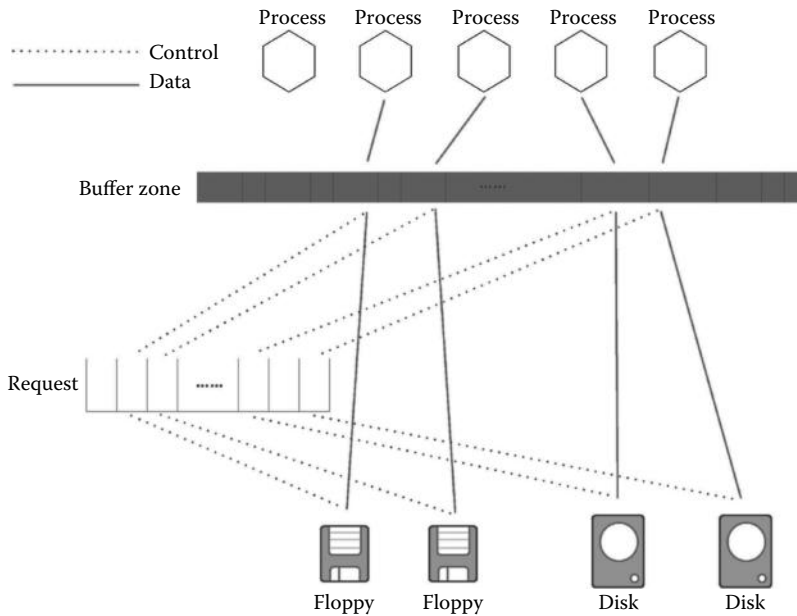 Process Process Process Process Process
Control
Data
Buffer zone
......
Request
......
Floppy Floppy Disk Disk